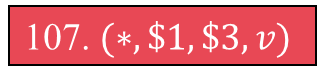 107. (∗, $1, $3, 𝑣)